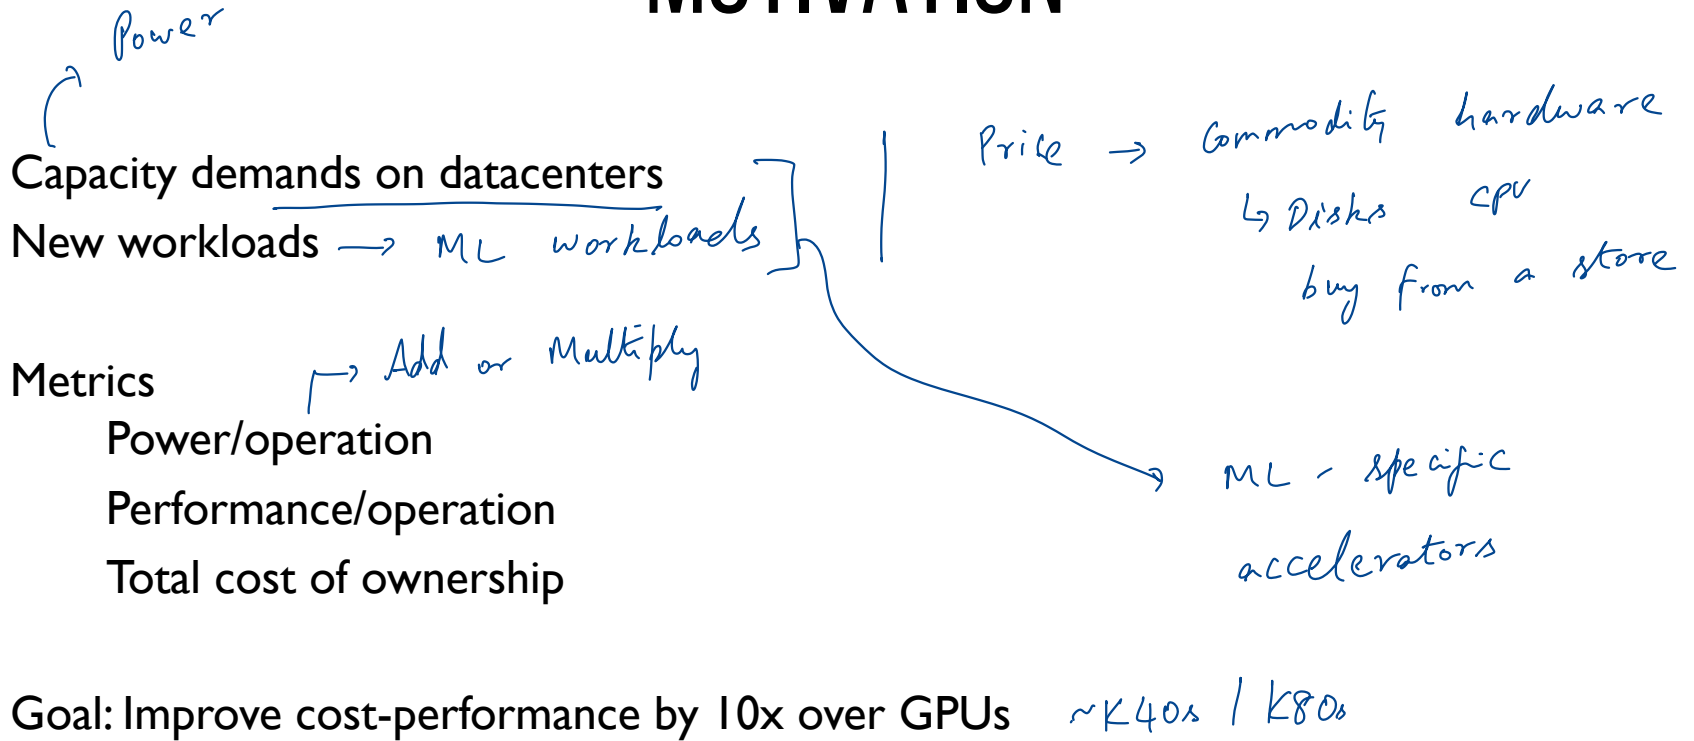 MOTIVATION
Power
Capacity demands on datacenters
New workloads → ML workloads
Price → Commodity hardware
↳ Disks CPU
buy from a store
Metrics
Add or Multiply
Power/operation
Performance/operation
Total cost of ownership
ML - specific
accelerators
Goal: Improve cost-performance by 10x over GPUs ~K40s / K80s